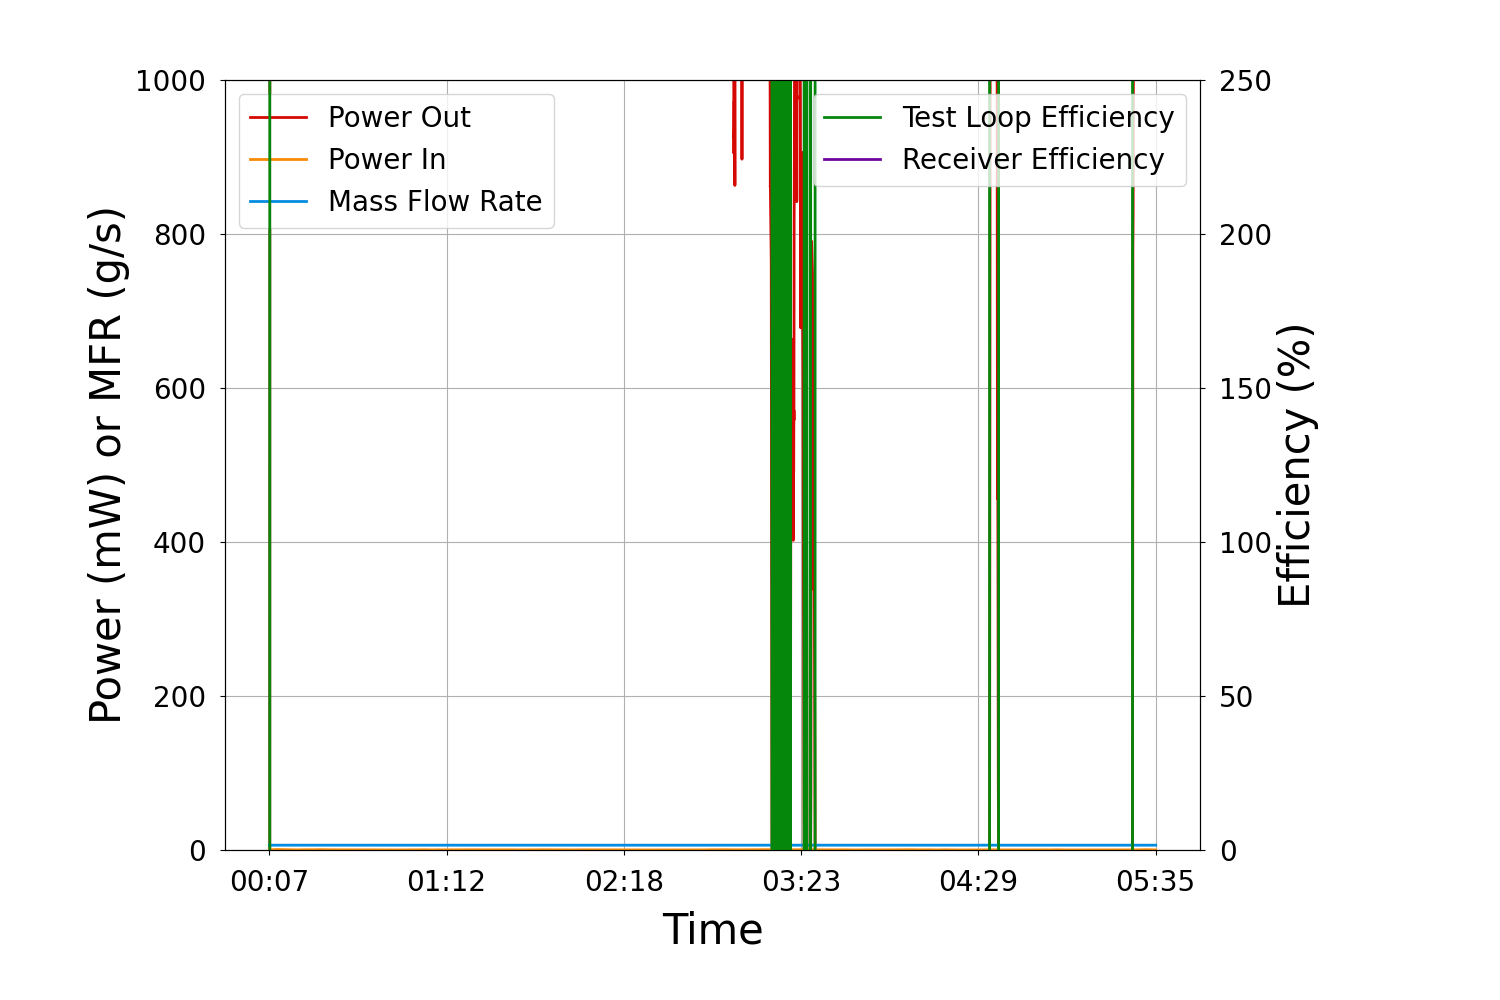 1000
800
600
400
200
0
Power (mW) or MFR (g/s)
Power Out
Power In
Mass Flow Rate
Test Loop Efficiency
Receiver Efficiency
250
200
150
100
50
0
Efficiency (%)
00:07 01:12 02:18 03:23 04:29 05:35
Time